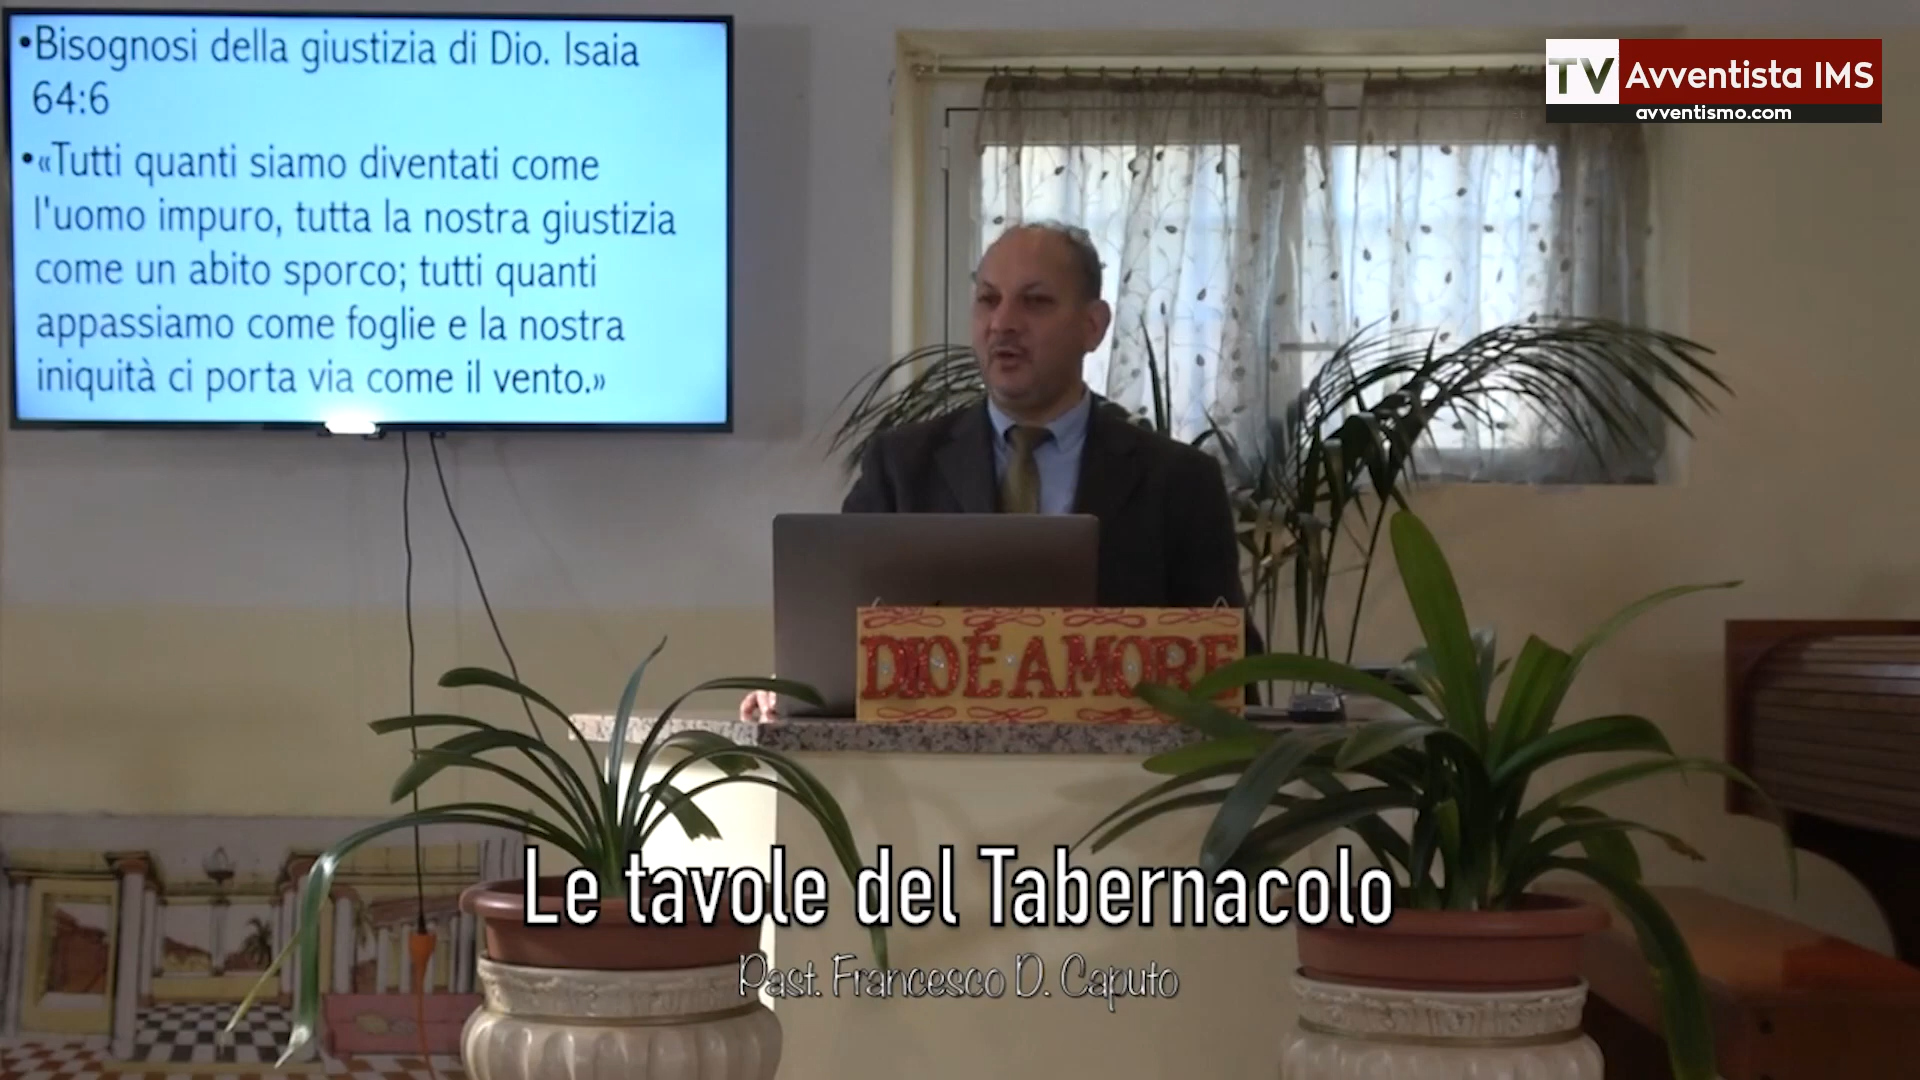 •Bisognosi della giustizia di Dio. Isaia
64:6
•«Tutti quanti siamo diventati come
l'uomo impuro, tutta la nostra giustizia
come un abito sporco; tutti quanti
appassiamo come foglie e la nostra
iniquità ci porta via come il vento.»
TV Avventista IMS
avventismo.com
DIO É AMORE
Le tavole del Tabernacolo
Past. Francesco D. Caputo